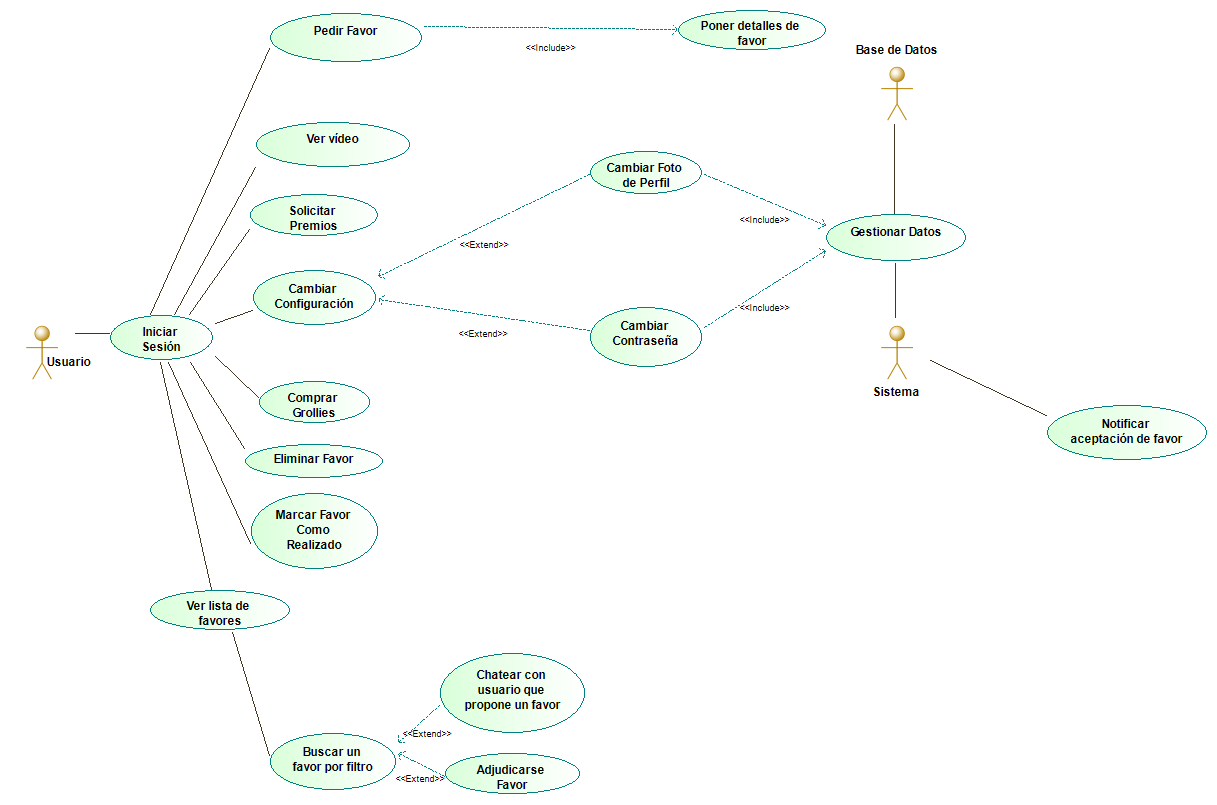 Pedir Favor
<<Include>>
Poner detalles de
favor
Base de Datos
Ver vídeo
Cambiar Foto
de Perfil
<<Include>>
Solicitar
Premios
<<Extend>>
Gestionar Datos
Cambiar
Configuración
<<Include>>
<<Extend>>
Cambiar
Contraseña
Iniciar
Sesión
Usuario
Sistema
Comprar
Grollies
Notificar
aceptación de favor
Eliminar Favor
Marcar Favor
Como
Realizado
Ver lista de
favores
Chatear con
usuario que
propone un favor
<<Extend>>
Buscar un
favor por filtro
<<Extend>>
Adjudicarse
Favor